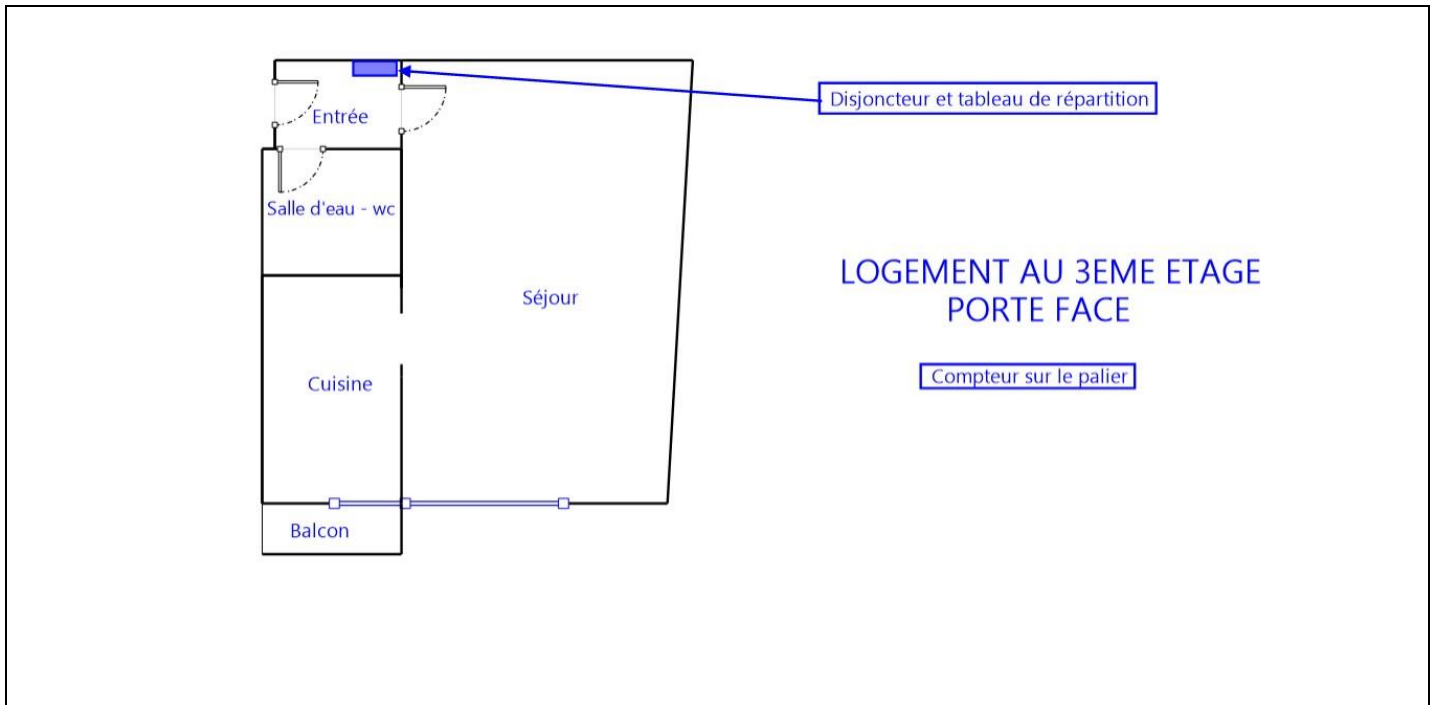 Disjoncteur et tableau de répartition
Entrée
Salle d'eau - wc
LOGEMENT AU 3EME ETAGE
PORTE FACE
Séjour
Compteur sur le palier
Cuisine
Balcon